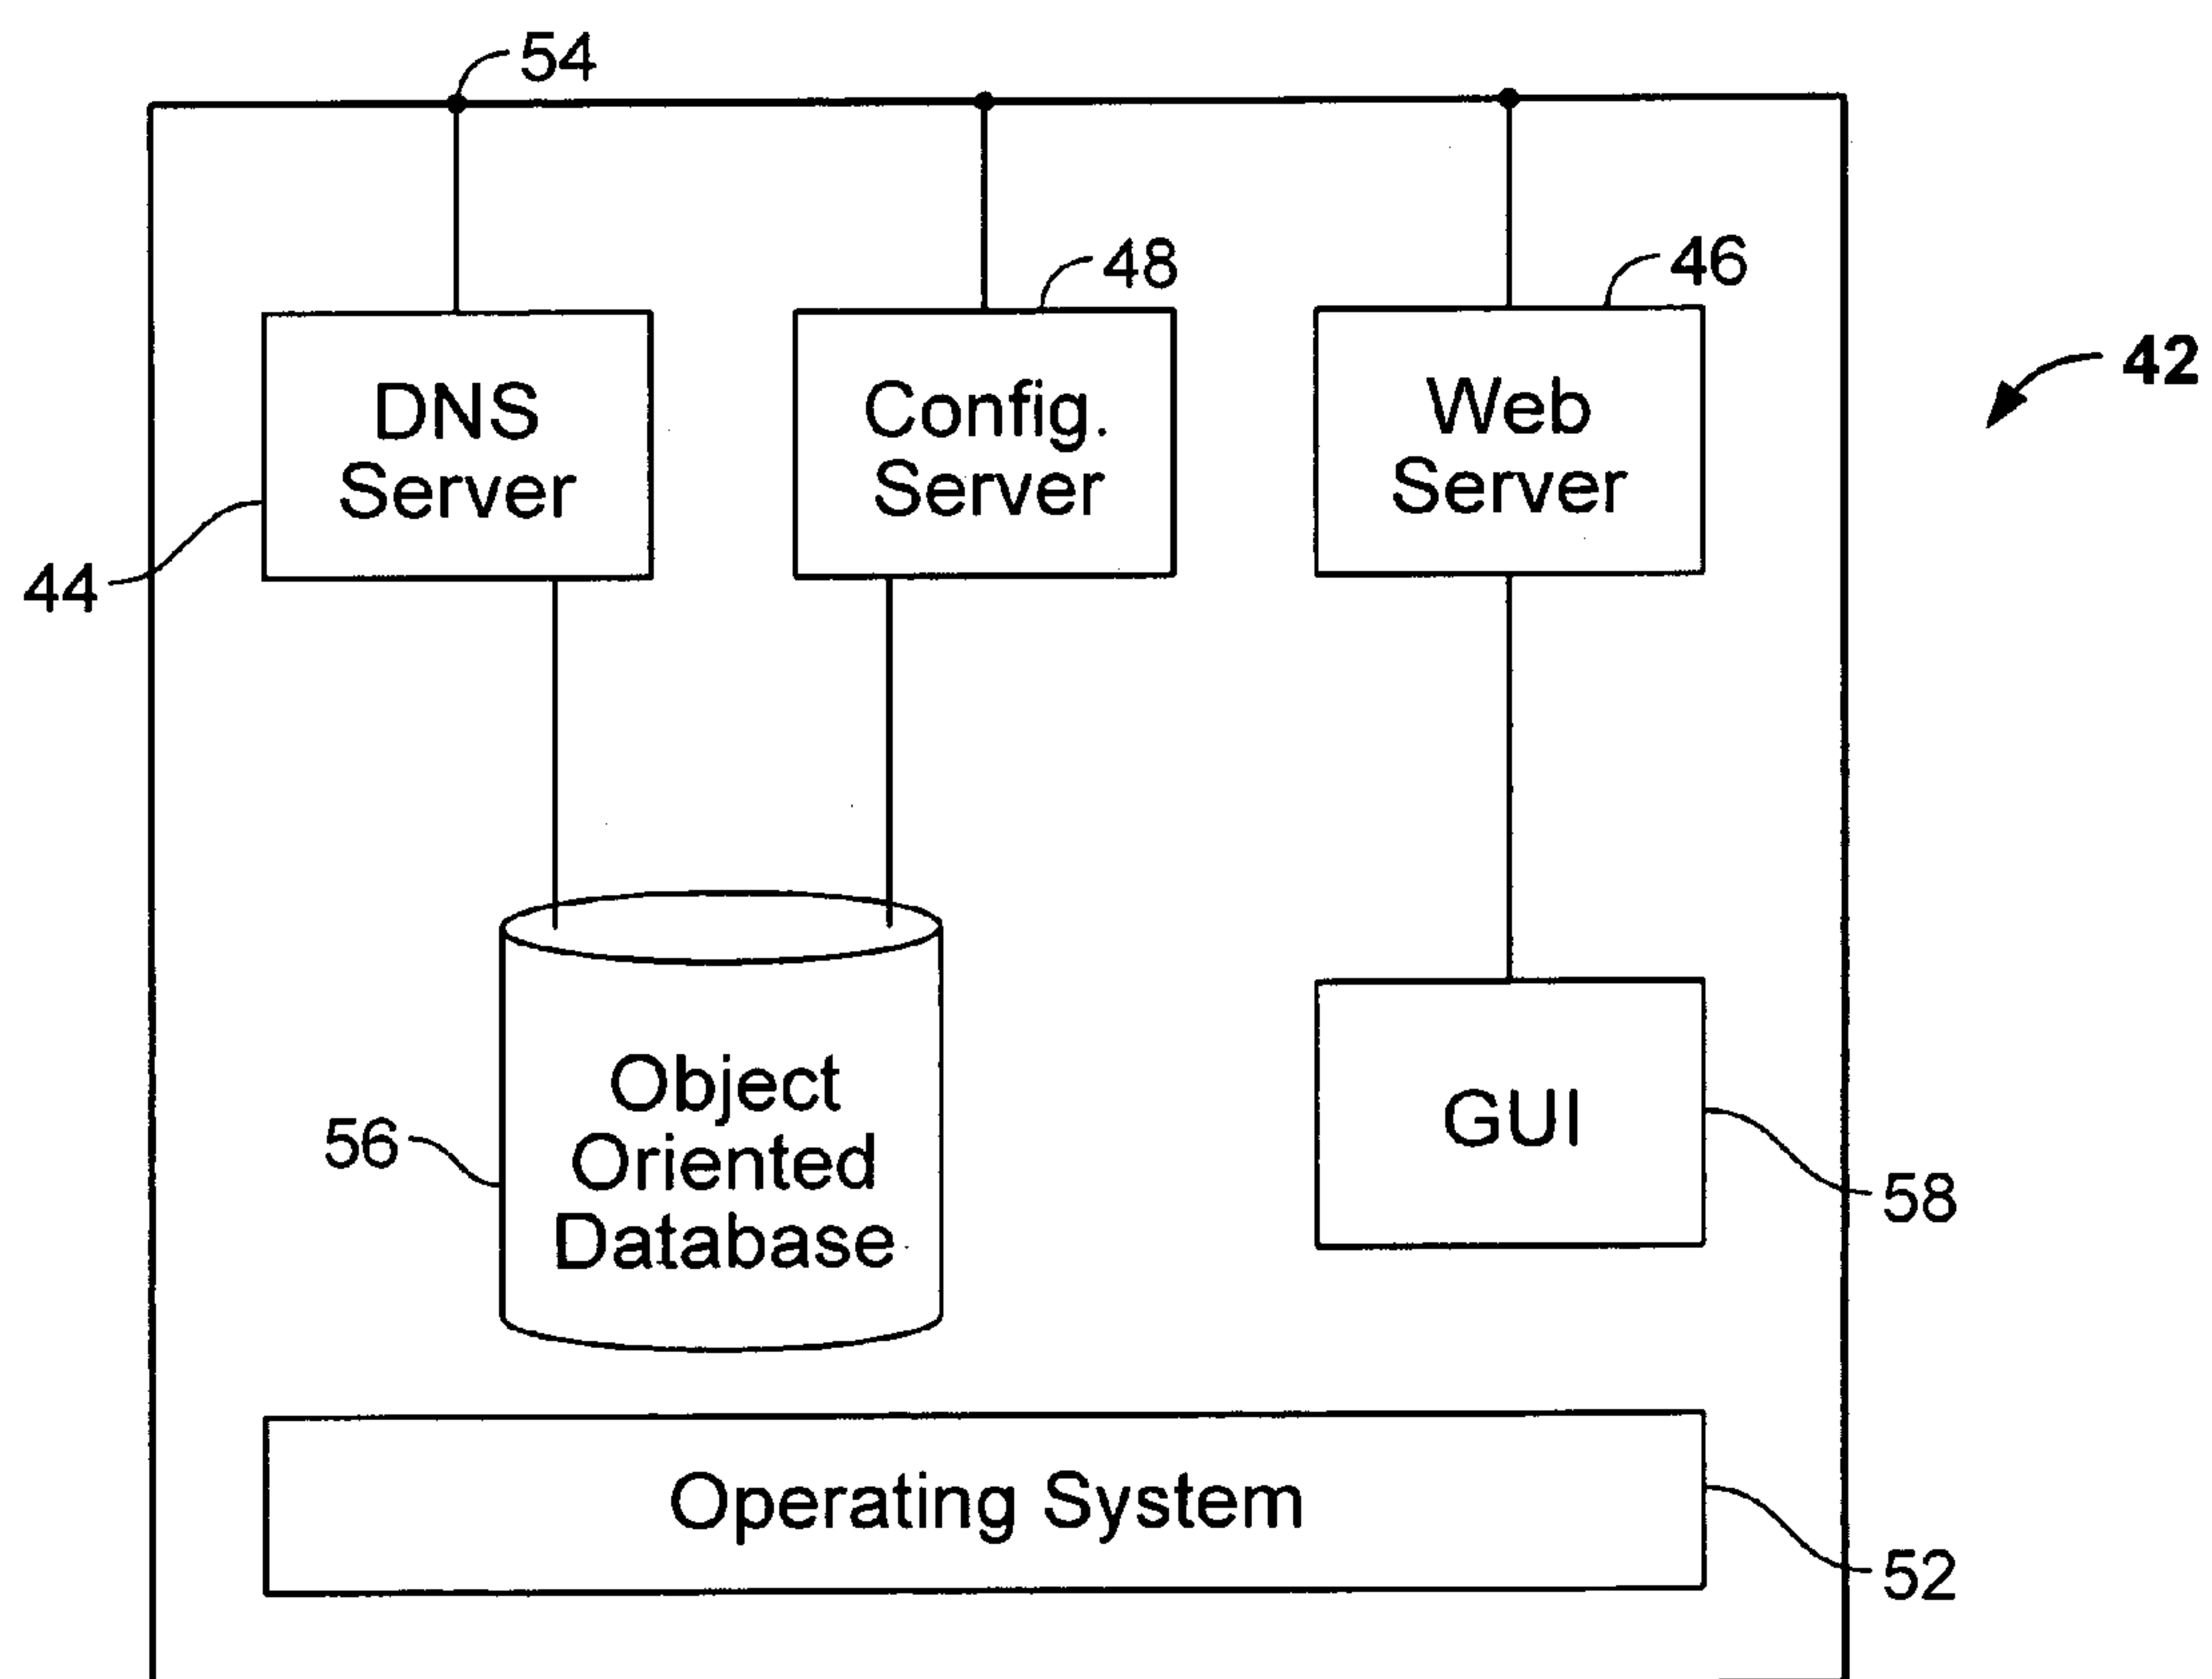 54
48
46
42
DNS
Server
Config.
Server
Web
Server
44
Object
Oriented
Database
56
GUI
58
Operating System
52